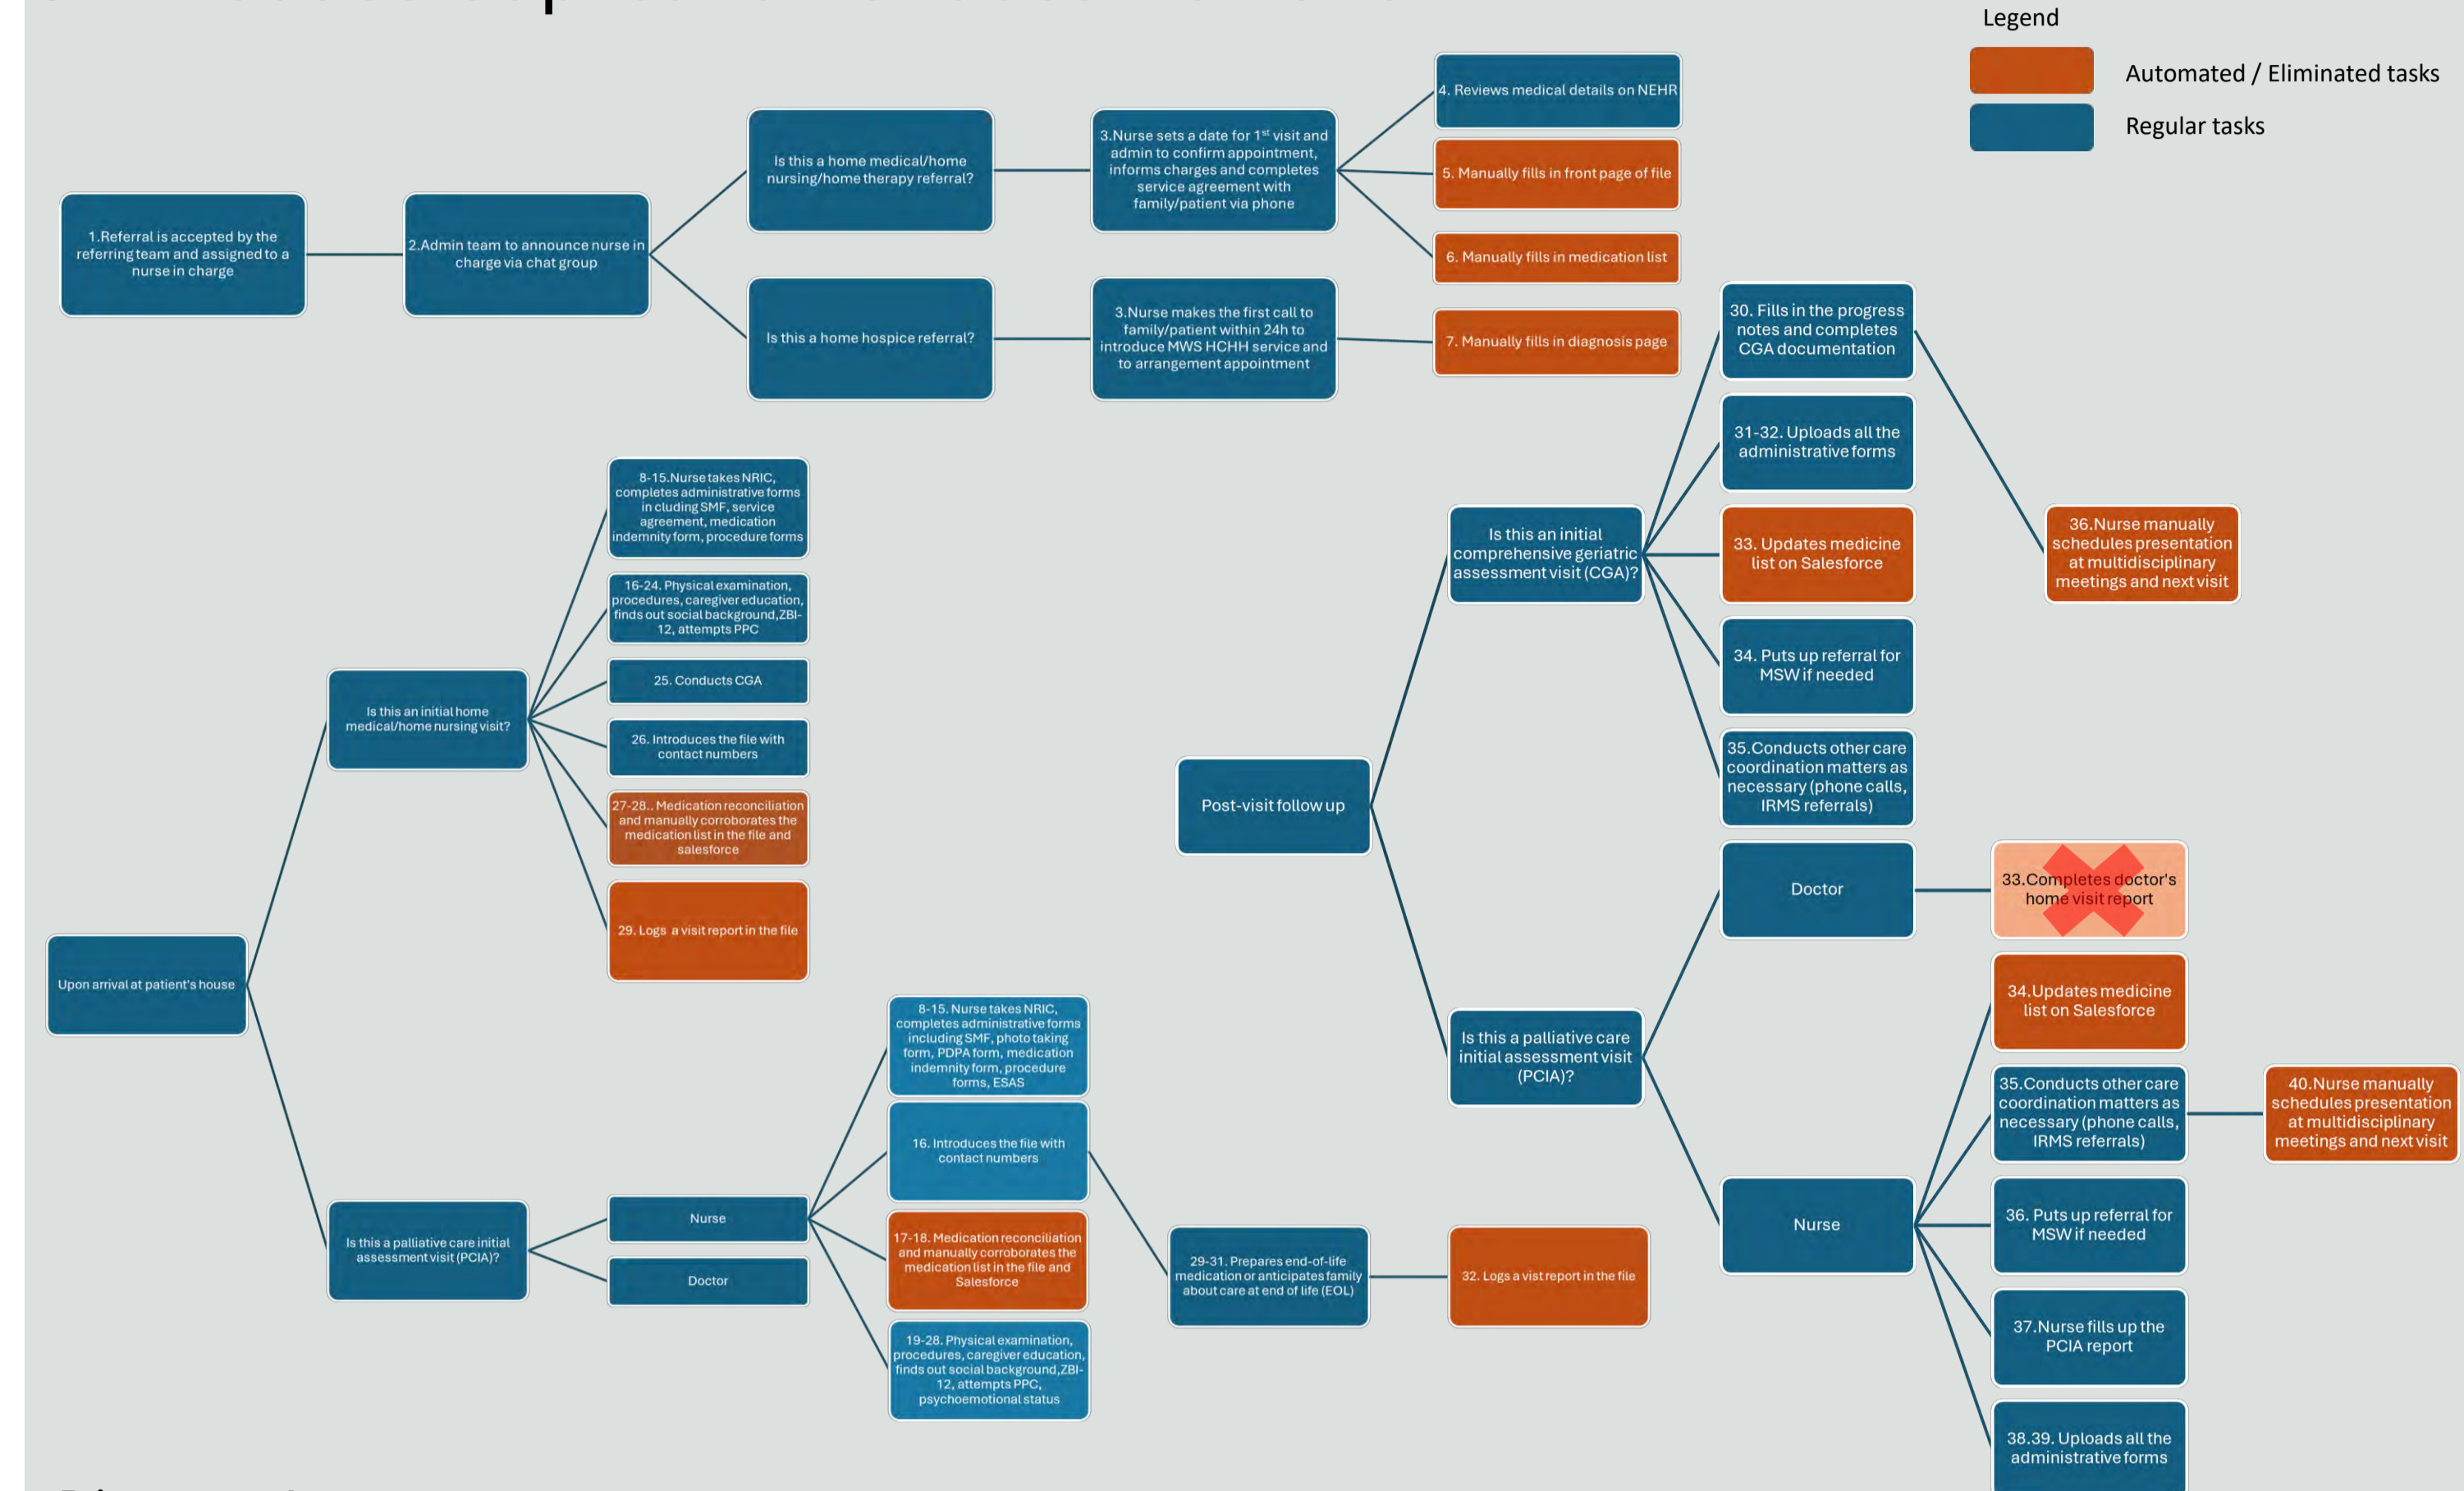 Legend
Automated / Eliminated tasks
Regular tasks
1.Referral is accepted by the
referring team and assigned to a
nurse in charge
2.Admin team to announce nurse in
charge via chat group
Is this a home medical/home
nursing/home therapy referral?
3.Nurse sets a date for 1st visit and
admin to confirm appointment,
informs charges and completes
service agreement with
family/patient via phone
4. Reviews medical details on NEHR
5. Manually fills in front page of file
6. Manually fills in medication list
Is this a home hospice referral?
3.Nurse makes the first call to
family/patient within 24h to
introduce MWS HCHH service and
to arrangement appointment
7. Manually fills in diagnosis page
Upon arrival at patient's house
Is this an initial home
medical/home nursing visit?
8-15.Nurse takes NRIC,
completes administrative forms
in cluding SMF, service
agreement, medication
indemnity form, procedure forms
16-24. Physical examination,
procedures, caregiver education,
finds out social background,ZBI-
12, attempts PPC
25. Conducts CGA
26. Introduces the file with
contact numbers
27-28.. Medication reconciliation
and manually corroborates the
medication list in the file and
salesforce
29. Logs a visit report in the file
Is this a palliative care initial
assessment visit (PCIA)?
Nurse
Doctor
8-15. Nurse takes NRIC,
completes administrative forms
including SMF, photo taking
form, PDPA form, medication
indemnity form, procedure
forms, ESAS
16. Introduces the file with
contact numbers
17-18. Medication reconciliation
and manually corroborates the
medication list in the file and
Salesforce
19-28. Physical examination,
procedures, caregiver education,
finds out social background,ZBI-
12, attempts PPC,
psychoemotional status
29-31. Prepares end-of-life
medication or anticipates family
about care at end of life (EOL)
32. Logs a vist report in the file
Post-visit follow up
Is this an initial
comprehensive geriatric
assessment visit (CGA)?
30. Fills in the progress
notes and completes
CGA documentation
31-32. Uploads all the
administrative forms
33. Updates medicine
list on Salesforce
34. Puts up referral for
MSW if needed
35.Conducts other care
coordination matters as
necessary (phone calls,
IRMS referrals)
36.Nurse manually
schedules presentation
at multidisciplinary
meetings and next visit
Is this a palliative care
initial assessment visit
(PCIA)?
Doctor
33.Completes doctor's
home visit report
Nurse
34.Updates medicine
list on Salesforce
35.Conducts other care
coordination matters as
necessary (phone calls,
IRMS referrals)
40.Nurse manually
schedules presentation
at multidisciplinary
meetings and next visit
36. Puts up referral for
MSW if needed
37.Nurse fills up the
PCIA report
38.39. Uploads all the
administrative forms